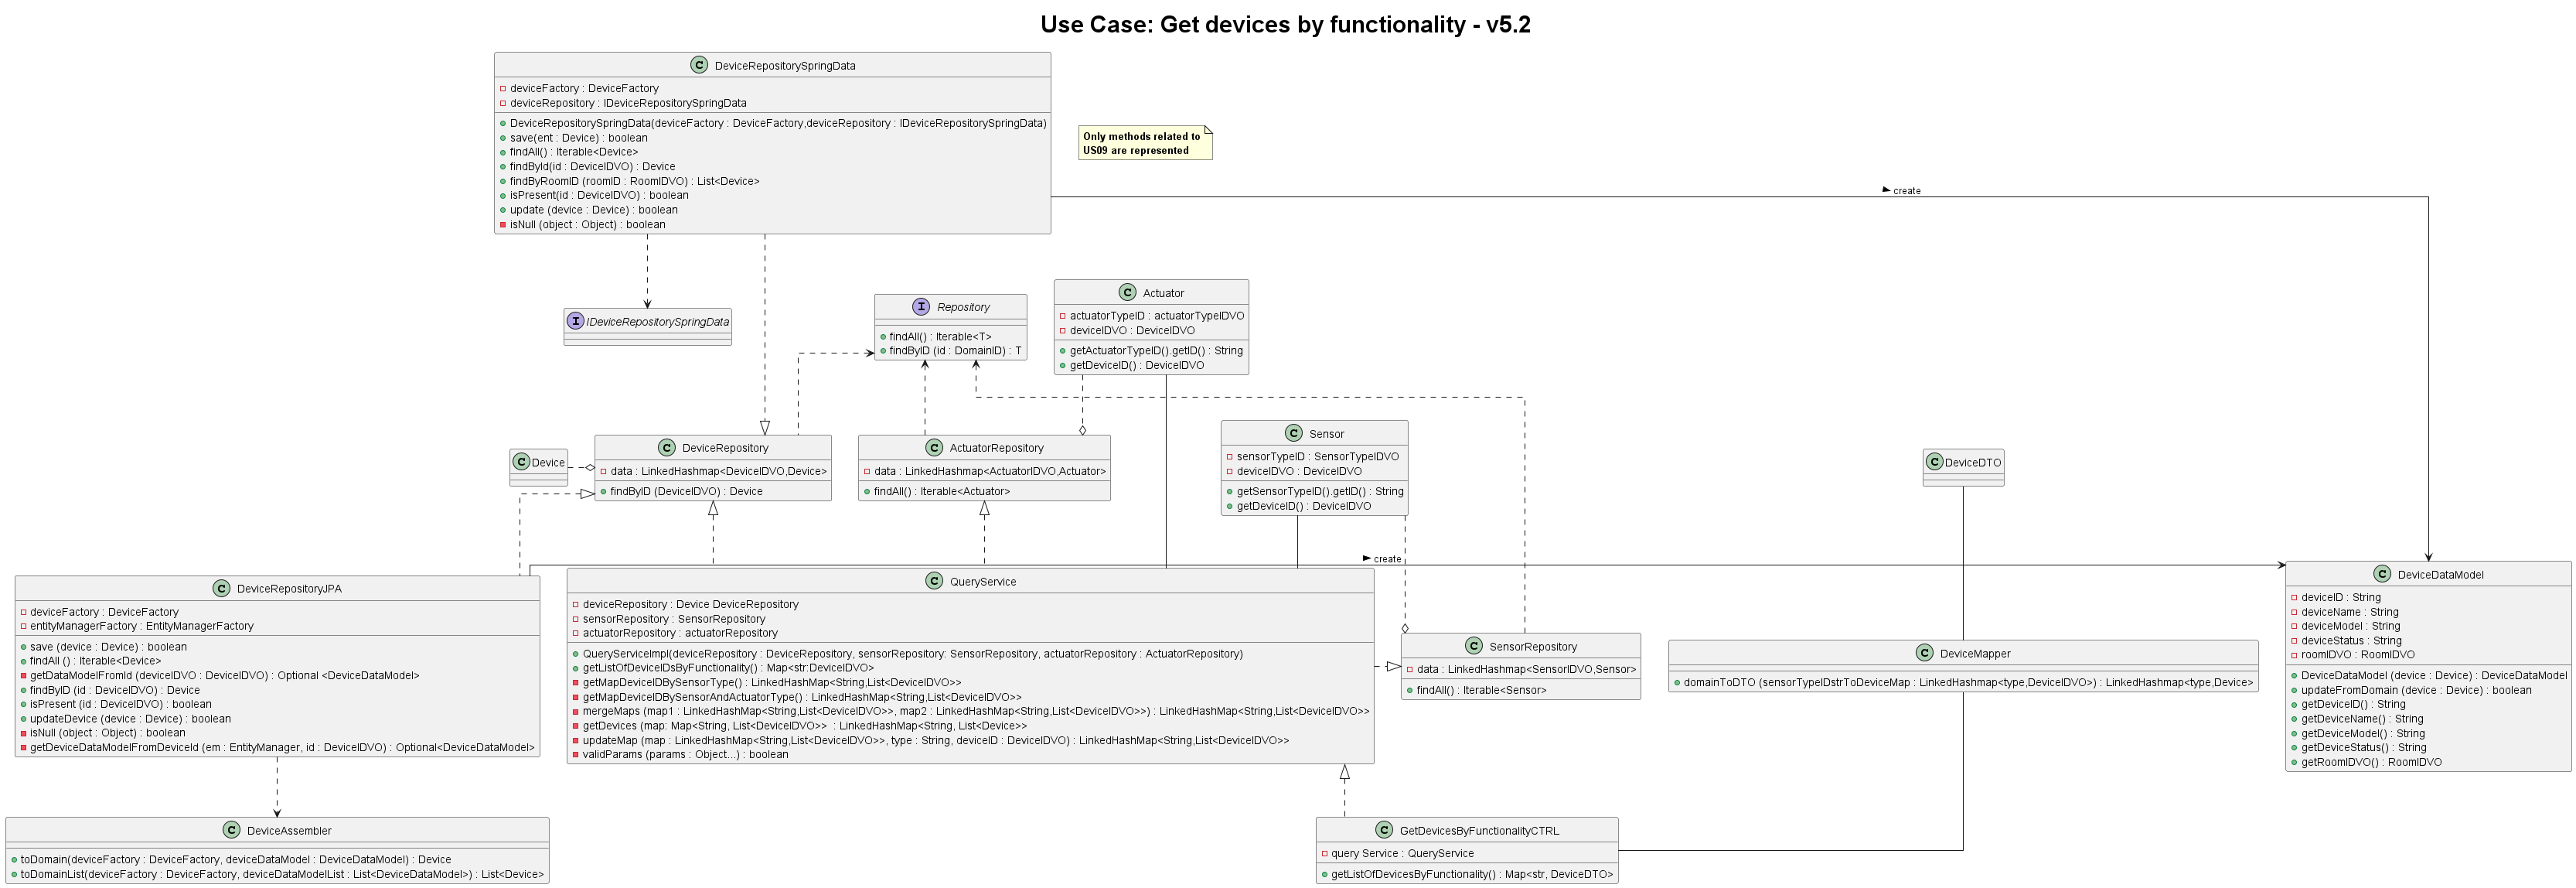 Use Case: Get devices by functionality - v5.2
C DeviceRepositorySpringData
deviceFactory : DeviceFactory
deviceRepository : IDeviceRepositorySpringData
DeviceRepositorySpringData(deviceFactory : DeviceFactory,deviceRepository : IDeviceRepositorySpringData)
save(ent : Device) : boolean
findAll() : Iterable<Device>
findById(id : DeviceIDVO) : Device
findByRoomID (roomID : RoomIDVO) : List<Device>
isPresent(id : DeviceIDVO) : boolean
update (device : Device) : boolean
isNull (object : Object) : boolean
Only methods related to
US09 are represented
create
I IDeviceRepositorySpringData
I Repository
findAll() : Iterable<T>
findByID (id : DomainID) : T
C Actuator
actuatorTypeID : actuatorTypeIDVO
deviceIDVO : DeviceIDVO
getActuatorTypeID().getID() : String
getDeviceID() : DeviceIDVO
C Device
C DeviceRepository
data : LinkedHashmap<DeviceIDVO,Device>
findByID (DeviceIDVO) : Device
C ActuatorRepository
data : LinkedHashmap<ActuatorIDVO,Actuator>
findAll() : Iterable<Actuator>
C Sensor
sensorTypeID : SensorTypeIDVO
deviceIDVO : DeviceIDVO
getSensorTypeID().getID() : String
getDeviceID() : DeviceIDVO
C DeviceDTO
create
C DeviceRepositoryJPA
deviceFactory : DeviceFactory
entityManagerFactory : EntityManagerFactory
save (device : Device) : boolean
findAll () : Iterable<Device>
getDataModelFromId (deviceIDVO : DeviceIDVO) : Optional <DeviceDataModel>
findByID (id : DeviceIDVO) : Device
isPresent (id : DeviceIDVO) : boolean
updateDevice (device : Device) : boolean
isNull (object : Object) : boolean
getDeviceDataModelFromDeviceId (em : EntityManager, id : DeviceIDVO) : Optional<DeviceDataModel>
C QueryService
deviceRepository : Device DeviceRepository
sensorRepository : SensorRepository
actuatorRepository : actuatorRepository
QueryServiceImpl(deviceRepository : DeviceRepository, sensorRepository: SensorRepository, actuatorRepository : ActuatorRepository)
getListOfDeviceIDsByFunctionality() : Map<str:DeviceIDVO>
getMapDeviceIDBySensorType() : LinkedHashMap<String,List<DeviceIDVO>>
getMapDeviceIDBySensorAndActuatorType() : LinkedHashMap<String,List<DeviceIDVO>>
mergeMaps (map1 : LinkedHashMap<String,List<DeviceIDVO>>, map2 : LinkedHashMap<String,List<DeviceIDVO>>) : LinkedHashMap<String,List<DeviceIDVO>>
getDevices (map: Map<String, List<DeviceIDVO>> : LinkedHashMap<String, List<Device>>
updateMap (map : LinkedHashMap<String,List<DeviceIDVO>>, type : String, deviceID : DeviceIDVO) : LinkedHashMap<String,List<DeviceIDVO>>
validParams (params : Object...) : boolean
C SensorRepository
data : LinkedHashmap<SensorIDVO,Sensor>
findAll() : Iterable<Sensor>
C DeviceMapper
domainToDTO (sensorTypeIDstrToDeviceMap : LinkedHashmap<type,DeviceIDVO>) : LinkedHashmap<type,Device>
C DeviceDataModel
deviceID : String
deviceName : String
deviceModel : String
deviceStatus : String
roomIDVO : RoomIDVO
DeviceDataModel (device : Device) : DeviceDataModel
updateFromDomain (device : Device) : boolean
getDeviceID() : String
getDeviceName() : String
getDeviceModel() : String
getDeviceStatus() : String
getRoomIDVO() : RoomIDVO
C DeviceAssembler
toDomain(deviceFactory : DeviceFactory, deviceDataModel : DeviceDataModel) : Device
toDomainList(deviceFactory : DeviceFactory, deviceDataModelList : List<DeviceDataModel>) : List<Device>
C GetDevicesByFunctionalityCTRL
query Service : QueryService
getListOfDevicesByFunctionality() : Map<str, DeviceDTO>